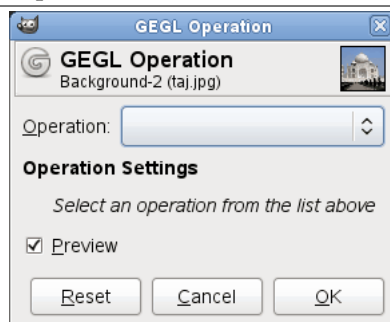 GEGL Operation
GEGL Operation
Background-2 (taj.jpg)
Operation:
Operation Settings
Select an operation from the list above
Preview
Reset Cancel OK